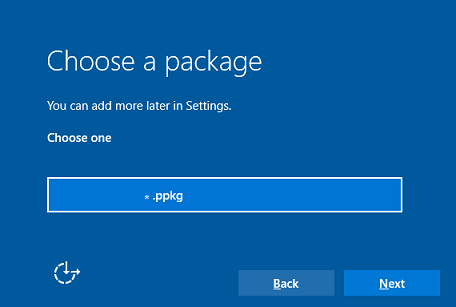 Choose a package
You can add more later in Settings.
Choose one
* .ppkg
Back
Next